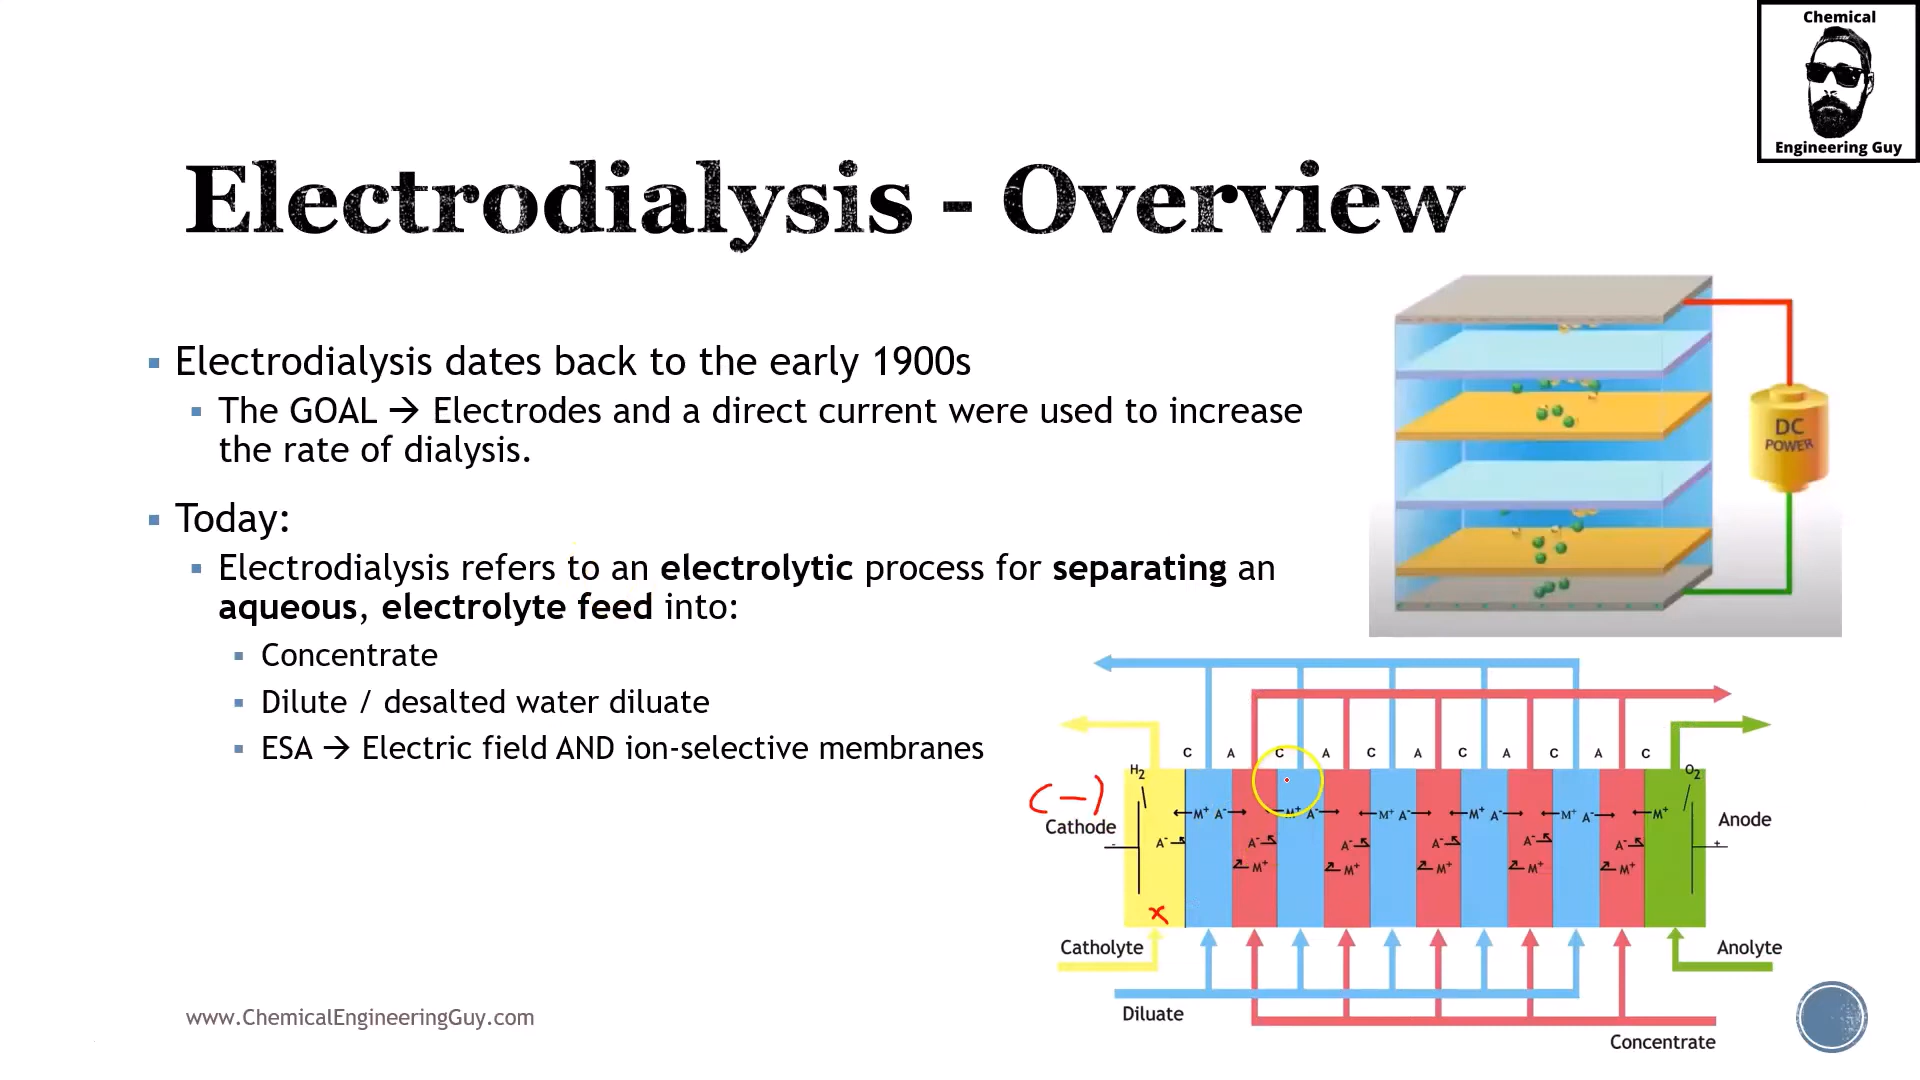 Chemical
Engineering Guy
Electrodialysis - Overview
Electrodialysis dates back to the early 1900s
The GOAL → Electrodes and a direct current were used to increase
the rate of dialysis.
Today:
Electrodialysis refers to an electrolytic process for separating an
aqueous, electrolyte feed into:
Concentrate
Dilute / desalted water diluate
ESA → Electric field AND ion-selective membranes
DC
POWER
C A C A C A C A C A C
H2 O2
(-)
M+ A- M+ A- M+ A- M+ A- M+ A- M+
Cathode Anode
- +
A- A- A- A- A- A-
M+ M+ M+ M+ M+
x
Catholyte Anolyte
Diluate
Concentrate
www.ChemicalEngineeringGuy.com